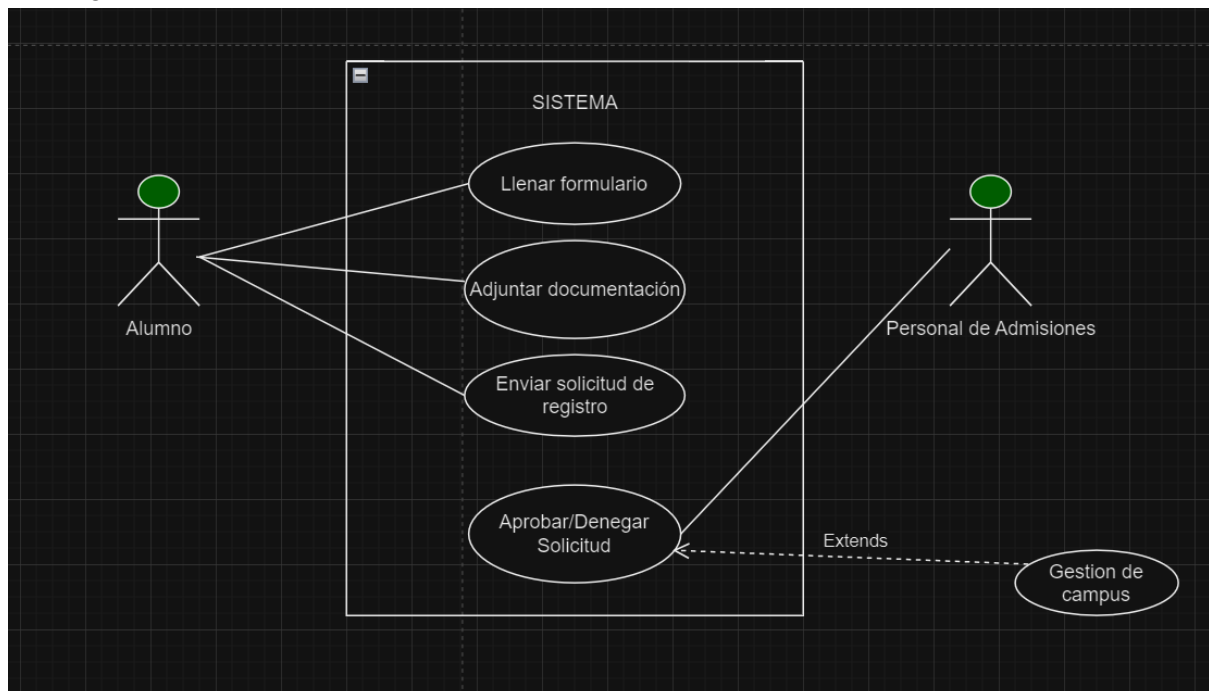 SISTEMA
Llenar formulario
Adjuntar documentación
Enviar solicitud de
registro
Aprobar/Denegar
Solicitud
Alumno
Personal de Admisiones
Extends
Gestion de
campus